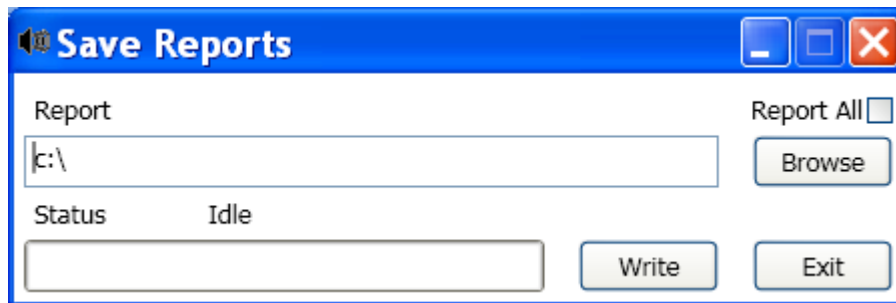 Save Reports
Report Report All
c:\ Browse
Status Idle
Write Exit